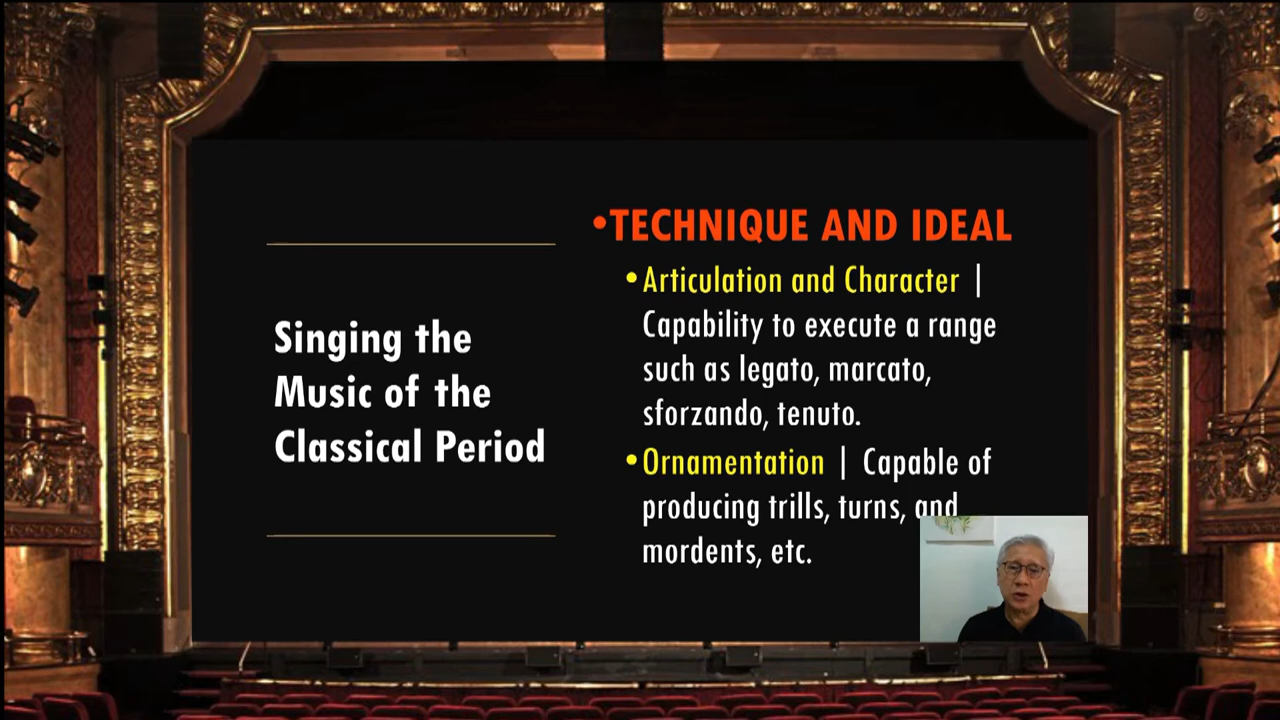 Singing the
Music of the
Classical Period
•TECHNIQUE AND IDEAL
•Articulation and Character |
Capability to execute a range
such as legato, marcato,
sforzando, tenuto.
•Ornamentation | Capable of
producing trills, turns, and
mordents, etc.